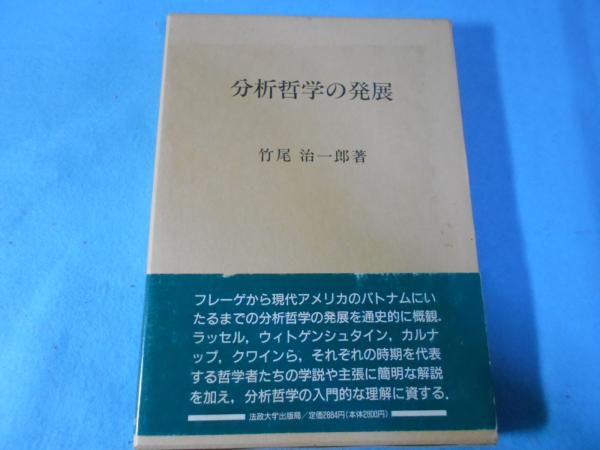 分析哲学の発展
竹尾 治一郎著
フレーゲから現代アメリカのパトナムにい
たるまでの分析哲学の発展を通史的に概観。
ラッセル，ウィトゲンシュタイン，カルナ
ップ，クワインら，それぞれの時期を代表
する哲学者たちの学説や主張に簡明な解説
を加え，分析哲学の入門的な理解に資する．
法政大学出版局／定価2884円（本体2800円）